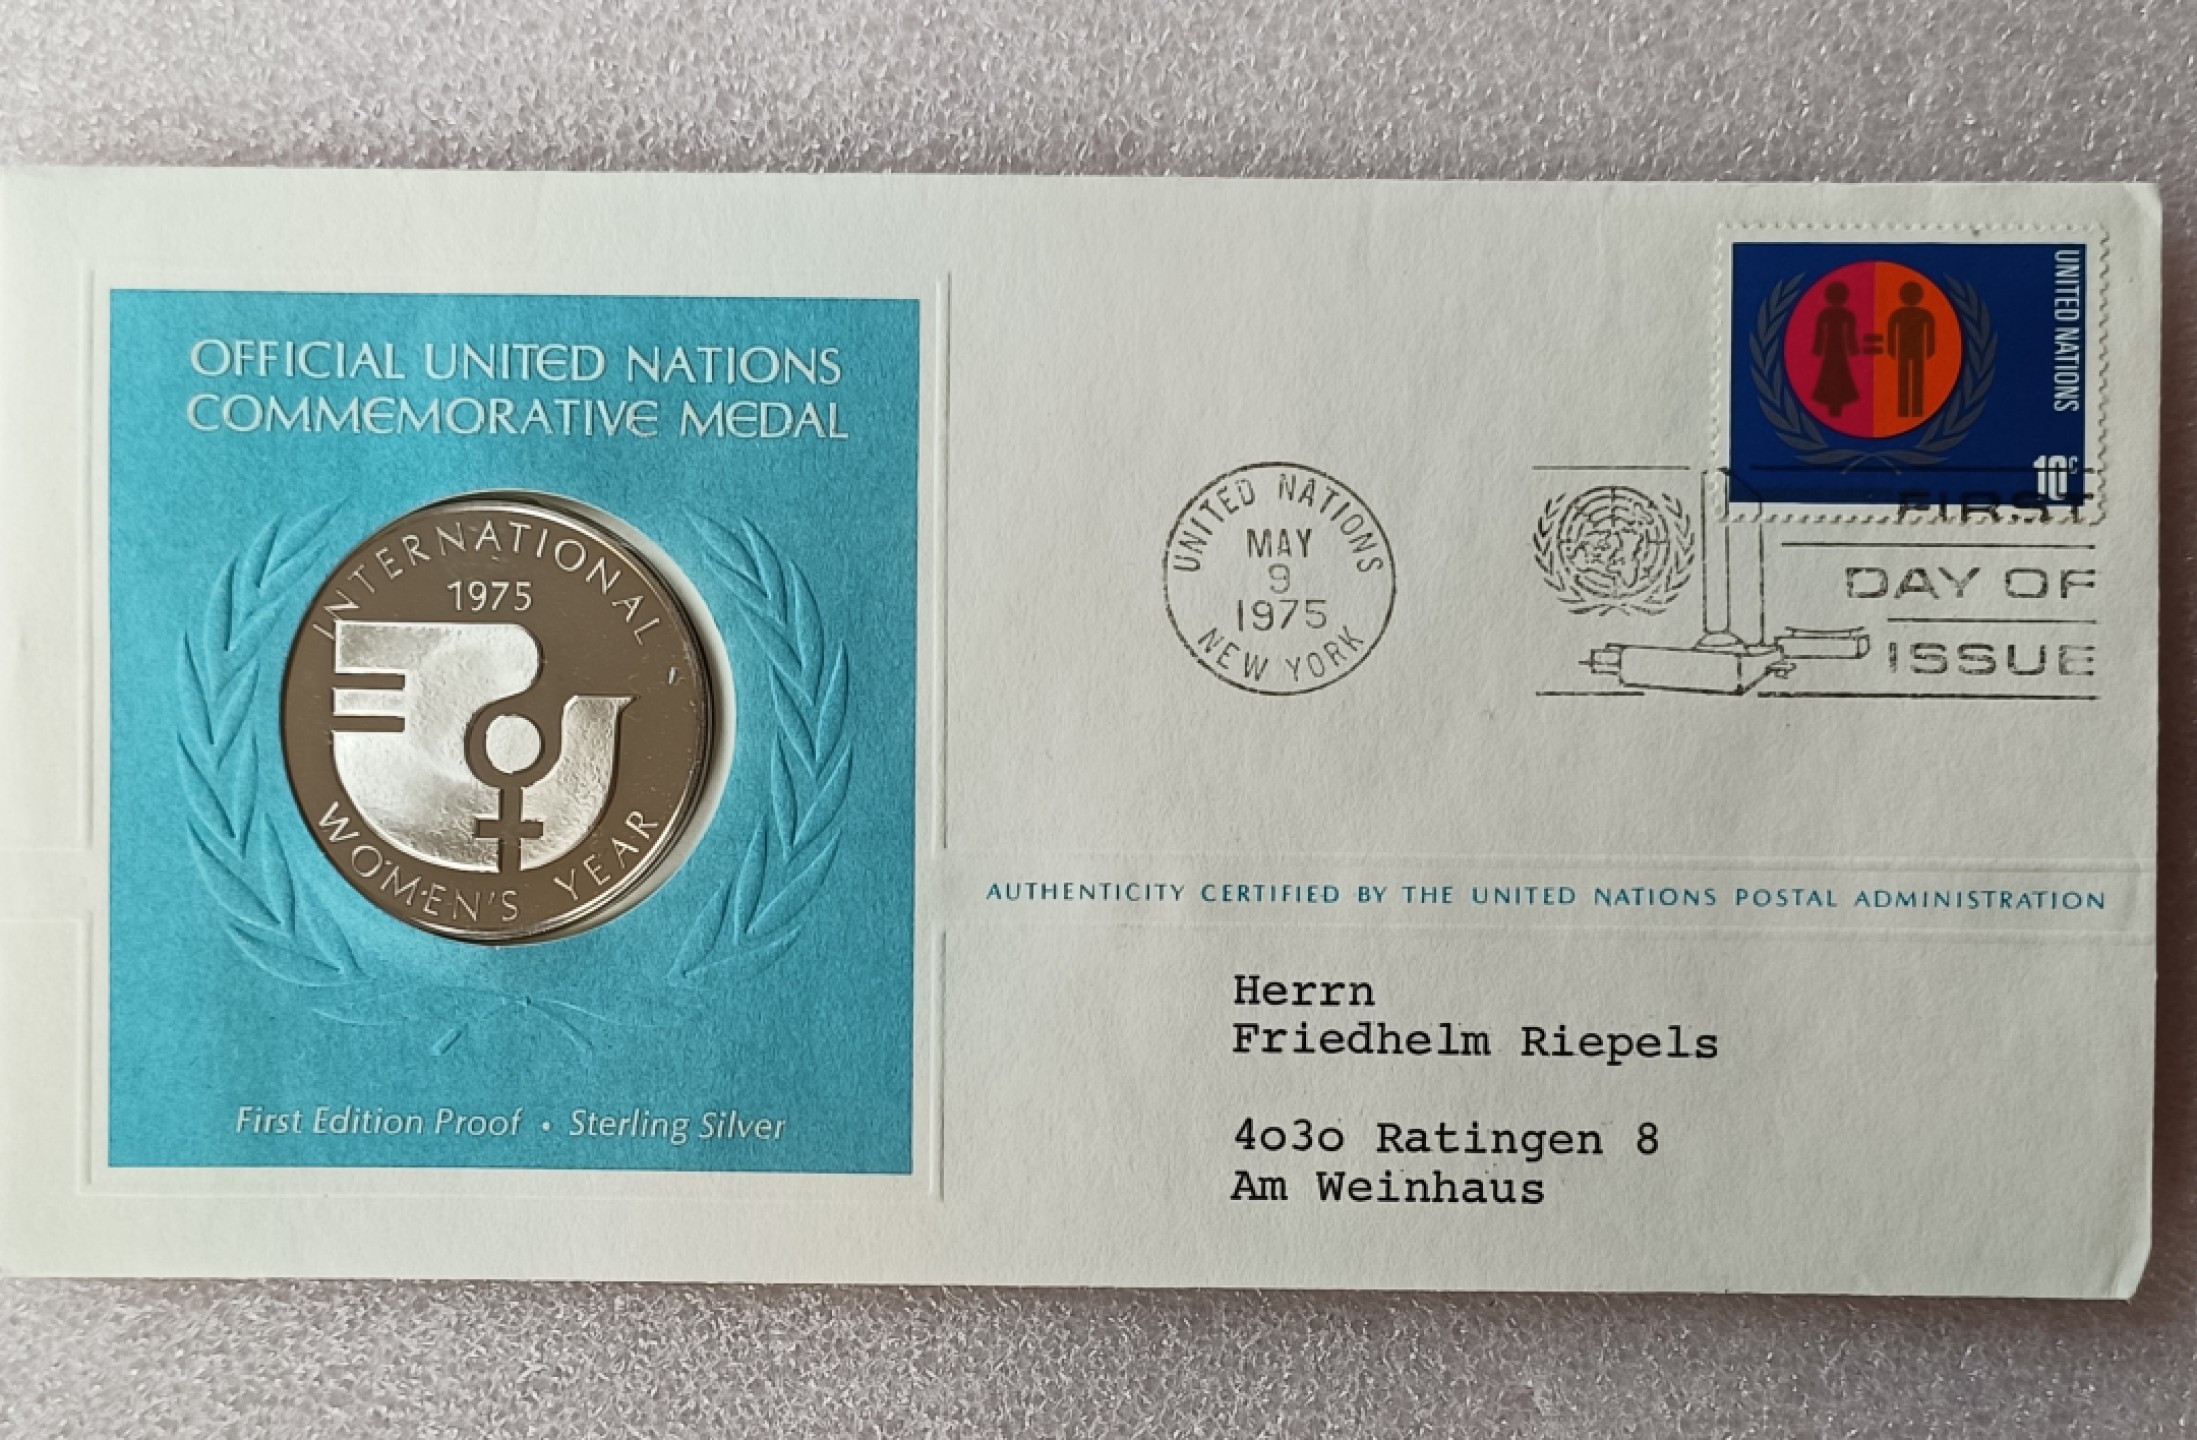 OFFICIAL UNITED NATIONS
COMMEMORATIVE MEDAL
INTERNATIONAL
1975
WOMEN'S YEAR
First Edition Proof • Sterling Silver
UNITED NATIONS
10c
UNITED NATIONS
MAY
9
1975
NEW YORK
FIRST
DAY OF
ISSUE
AUTHENTICITY CERTIFIED BY THE UNITED NATIONS POSTAL ADMINISTRATION
Herrn
Friedhelm Riepels
4o3o Ratingen 8
Am Weinhaus